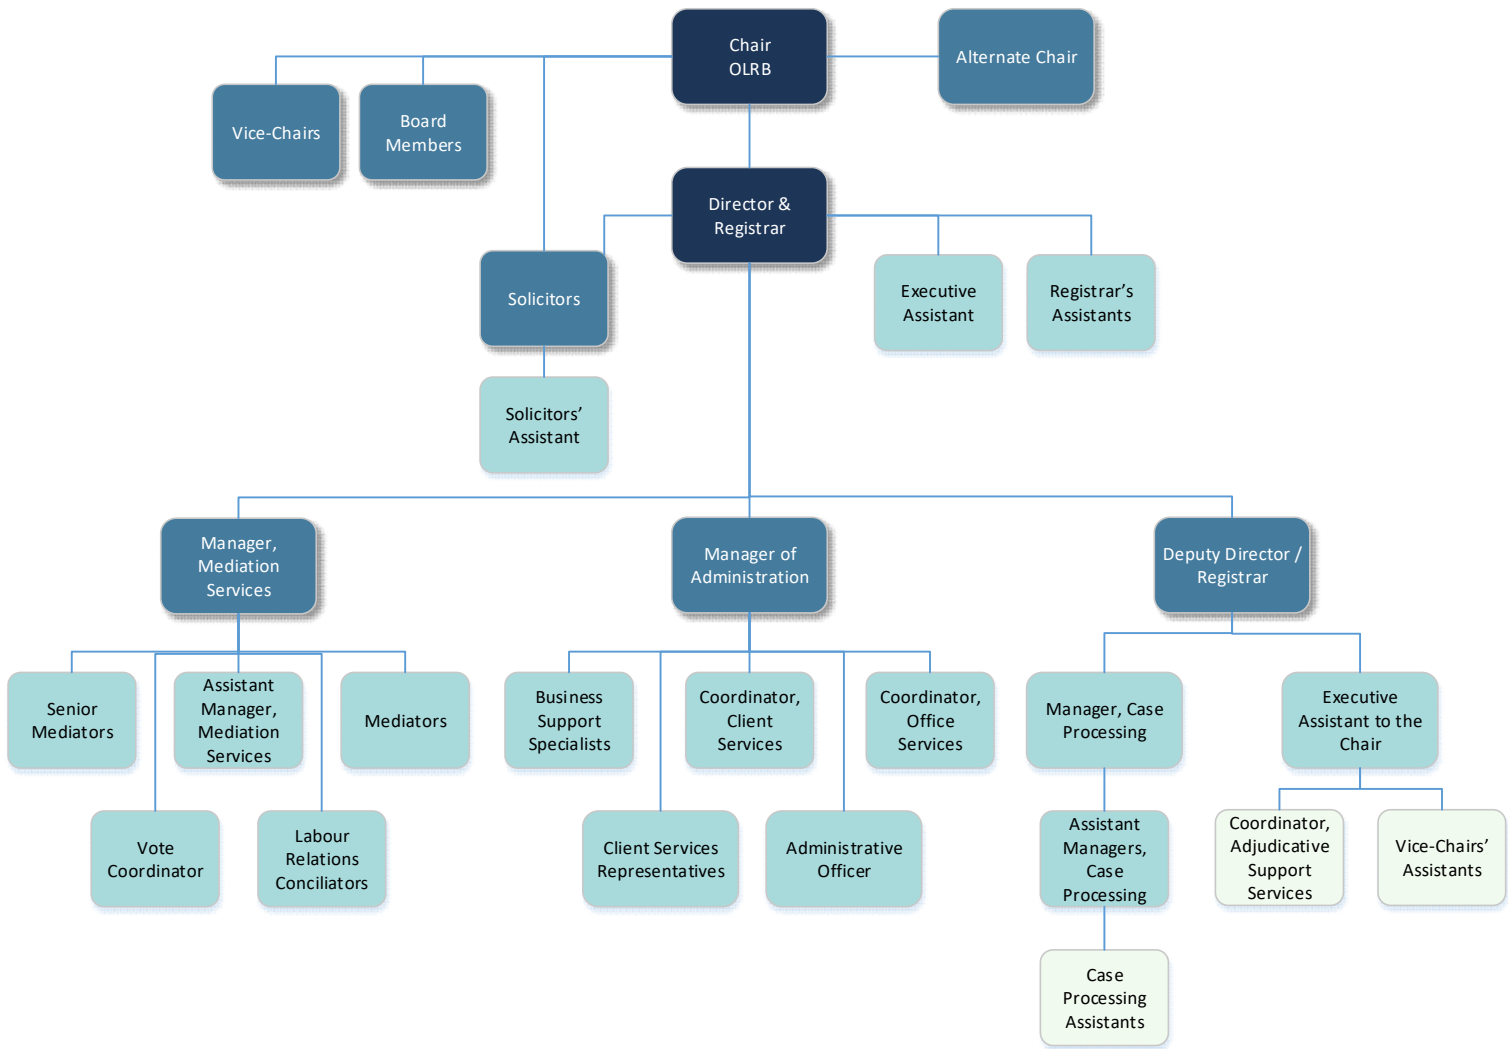 Chair
OLRB
Alternate Chair
Vice-Chairs
Board
Members
Director &
Registrar
Solicitors
Executive
Assistant
Registrar’s
Assistants
Solicitors’
Assistant
Manager,
Mediation
Services
Manager of
Administration
Deputy Director /
Registrar
Senior
Mediators
Assistant
Manager,
Mediation
Services
Mediators
Business
Support
Specialists
Coordinator,
Client
Services
Coordinator,
Office
Services
Manager, Case
Processing
Executive
Assistant to the
Chair
Vote
Coordinator
Labour
Relations
Conciliators
Client Services
Representatives
Administrative
Officer
Assistant
Managers,
Case
Processing
Coordinator,
Adjudicative
Support
Services
Vice-Chairs’
Assistants
Case
Processing
Assistants